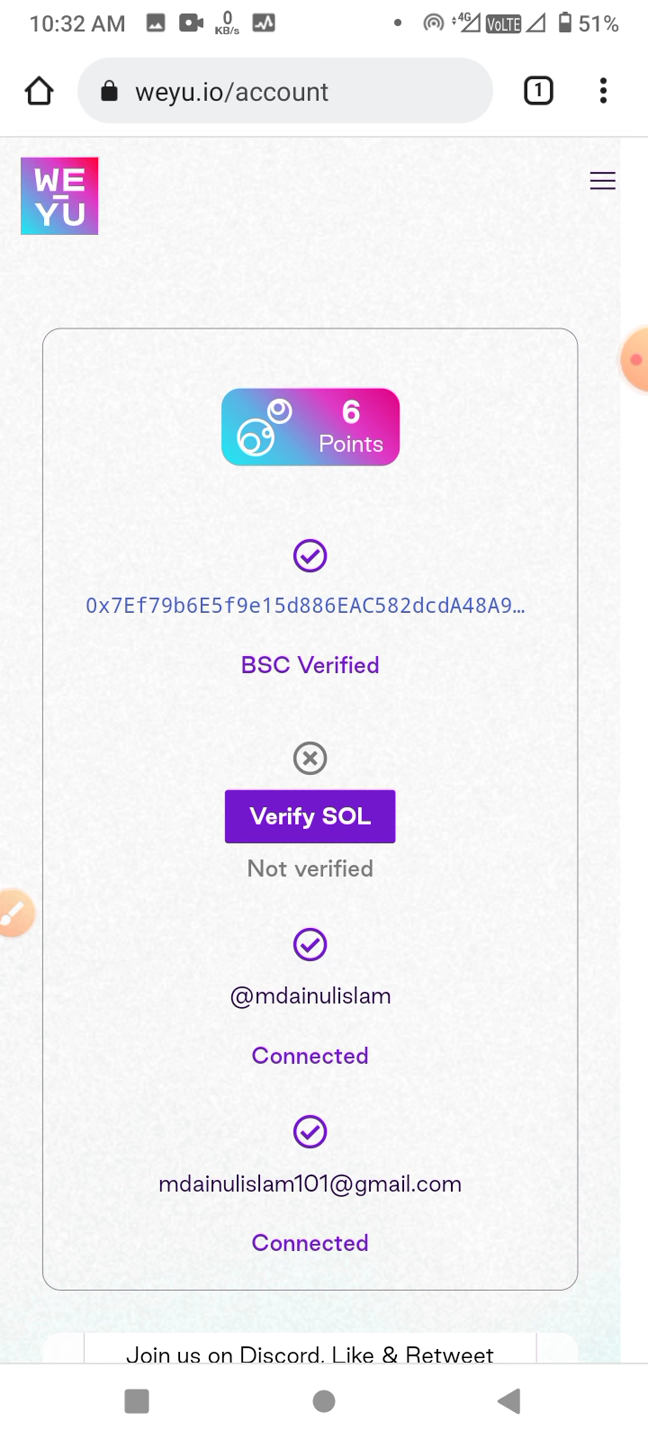 10:32 AM 0 KB/s 4G VoLTE 51%
weyu.io/account 1
WE
YU
6
Points
0x7Ef79b6E5f9e15d886EAC582dcdA48A9…
BSC Verified
Verify SOL
Not verified
@mdainulislam
Connected
mdainulislam101@gmail.com
Connected
Join us on Discord, Like & Retweet